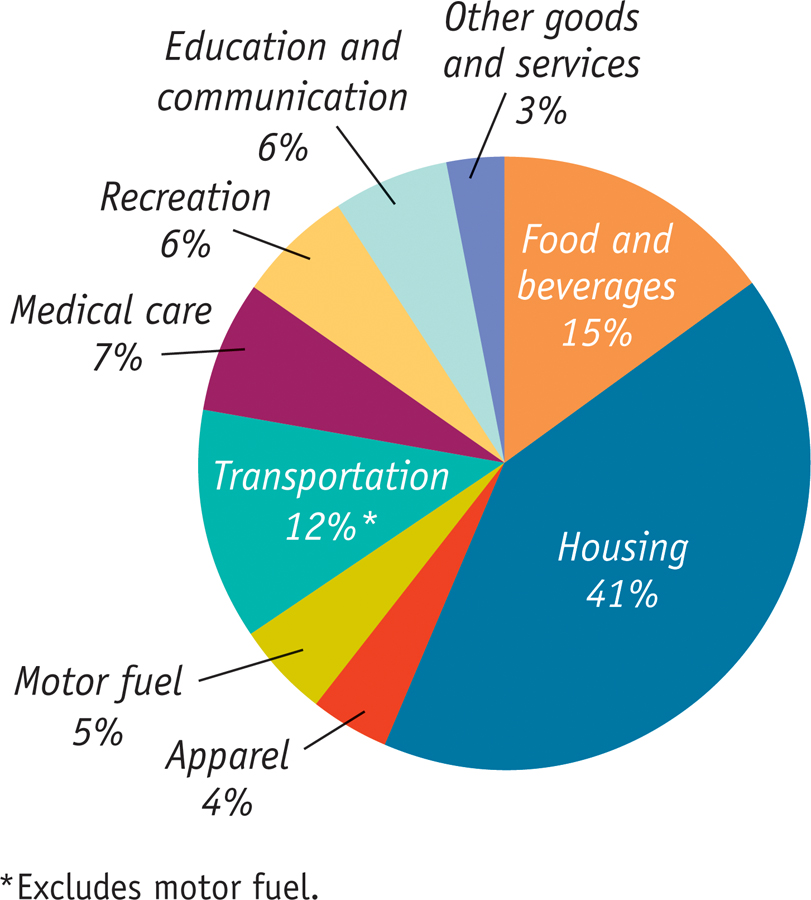 Other goods
and services
3%
Education and
communication
6%
Recreation
6%
Medical care
7%
Food and
beverages
15%
Transportation
12%*
Housing
41%
Motor fuel
5%
Apparel
4%
*Excludes motor fuel.